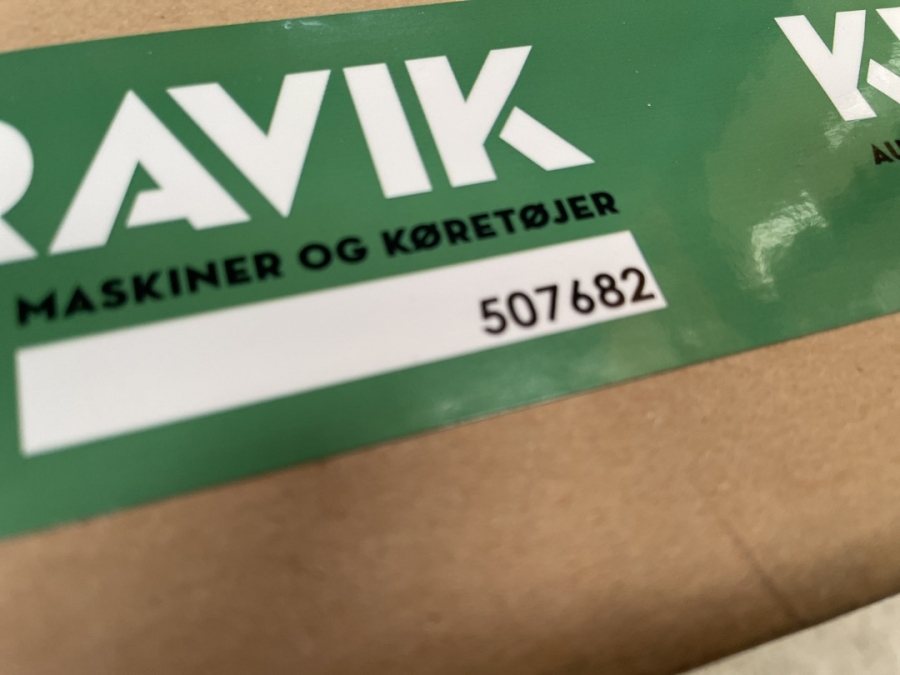 RAVIK
MASKINER OG KØRETØJER
507682